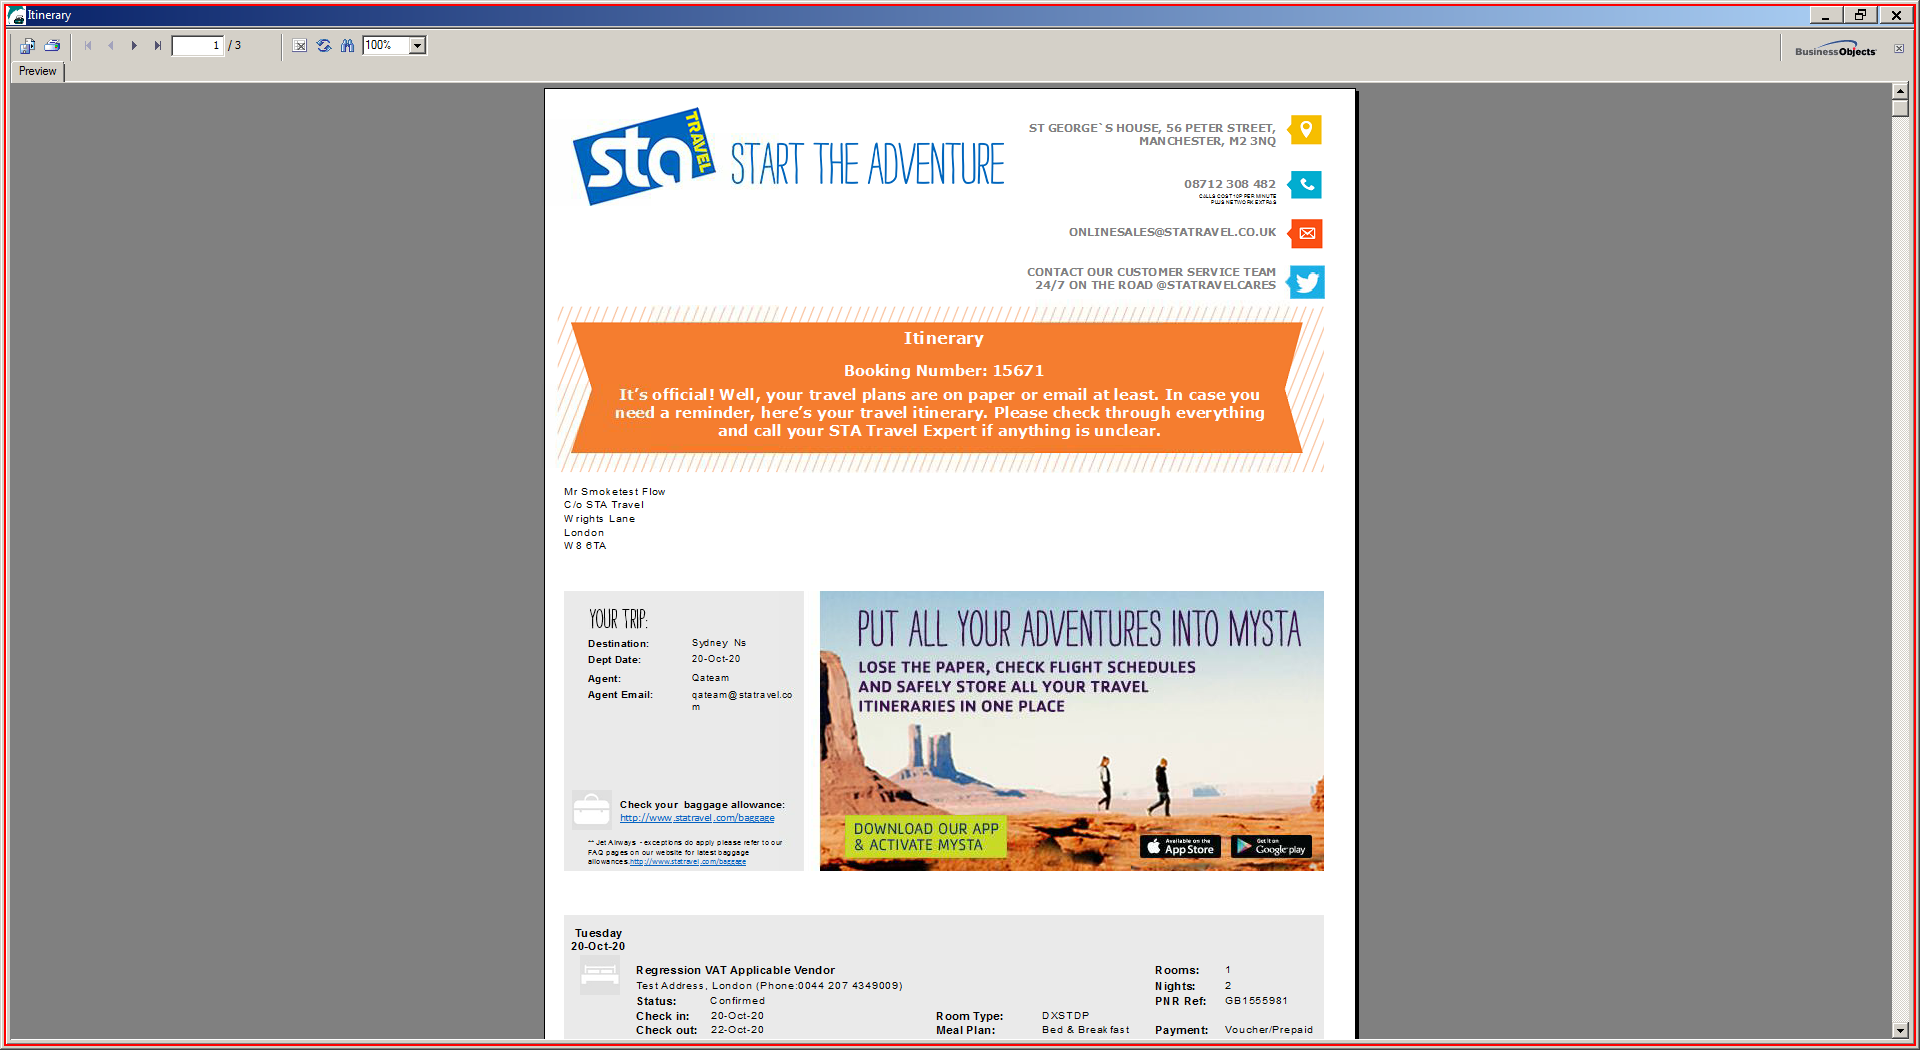 Itinerary
1 / 3
100%
BusinessObjects
Preview
sta TRAVEL
START THE ADVENTURE
ST GEORGE`S HOUSE, 56 PETER STREET,
MANCHESTER, M2 3NQ
08712 308 482
CALLS COST 10P PER MINUTE
PLUS NETWORK EXTRAS
ONLINESALES@STATRAVEL.CO.UK
CONTACT OUR CUSTOMER SERVICE TEAM
24/7 ON THE ROAD @STATRAVELCARES
Itinerary
Booking Number: 15671
It's official! Well, your travel plans are on paper or email at least. In case you
need a reminder, here's your travel itinerary. Please check through everything
and call your STA Travel Expert if anything is unclear.
Mr Smoketest Flow
C/o STA Travel
Wrights Lane
London
W8 6TA
YOUR TRIP:
Destination: Sydney Ns
Dept Date: 20-Oct-20
Agent: Qateam
Agent Email: qateam@statravel.co
m
Check your baggage allowance:
http://www.statravel.com/baggage
** Jet Airways - exceptions do apply please refer to our
FAQ pages on our website for latest baggage
allowances.http://www.statravel.com/baggage
PUT ALL YOUR ADVENTURES INTO MYSTA
LOSE THE PAPER, CHECK FLIGHT SCHEDULES
AND SAFELY STORE ALL YOUR TRAVEL
ITINERARIES IN ONE PLACE
DOWNLOAD OUR APP
& ACTIVATE MYSTA
Available on the
App Store
Get it on
Google play
Tuesday
20-Oct-20
Regression VAT Applicable Vendor Rooms: 1
Test Address, London (Phone:0044 207 4349009) Nights: 2
Status: Confirmed PNR Ref: GB1555981
Check in: 20-Oct-20 Room Type: DXSTDP
Check out: 22-Oct-20 Meal Plan: Bed & Breakfast Payment: Voucher/Prepaid